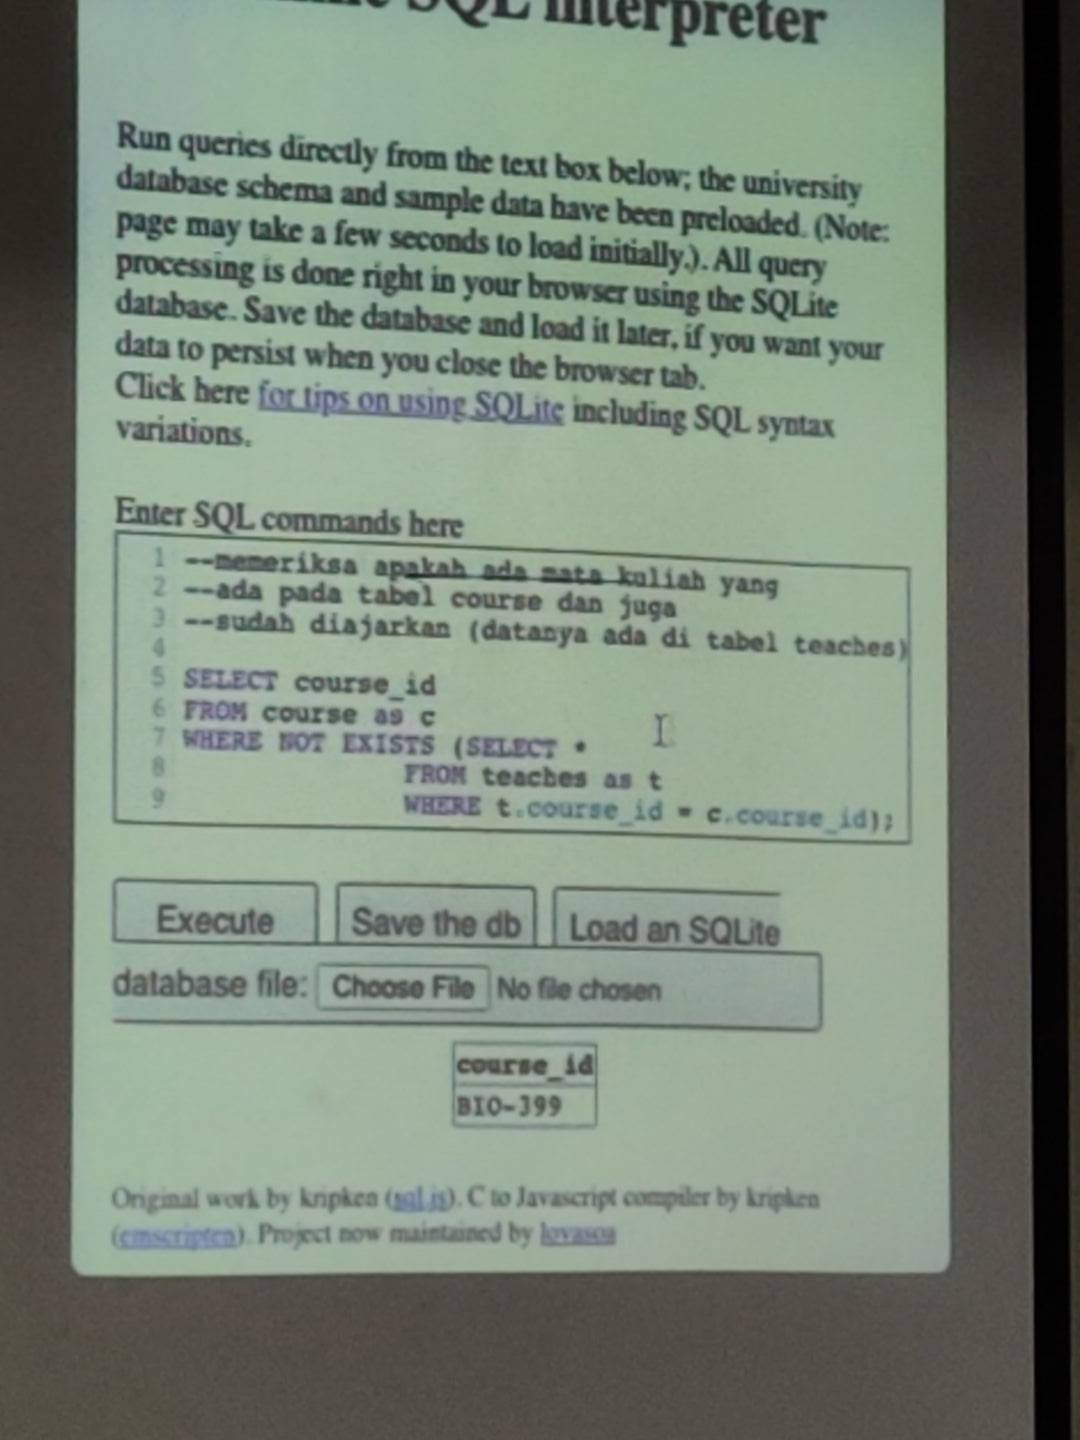 SQL Interpreter
Run queries directly from the text box below; the university
database schema and sample data have been preloaded. (Note:
page may take a few seconds to load initially.). All query
processing is done right in your browser using the SQLite
database. Save the database and load it later, if you want your
data to persist when you close the browser tab.
Click here for tips on using SQLite including SQL syntax
variations.
Enter SQL commands here
1 --memeriksa apakah ada mata kuliah yang
2 --ada pada tabel course dan juga
3 --sudah diajarkan (datanya ada di tabel teaches)
4
5 SELECT course_id
6 FROM course as c
7 WHERE NOT EXISTS (SELECT *
8 FROM teaches as t
9 WHERE t.course_id = c.course_id);
Execute Save the db Load an SQLite
database file: Choose File No file chosen
course_id
BIO-399
Original work by kripken (sql.js). C to Javascript compiler by kripken
(emscripten). Project now maintained by lovasoa